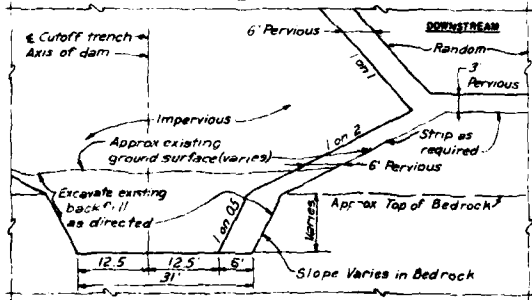 DOWNSTREAM
℄ Cutoff trench
Axis of dam
6' Pervious
Random
1 on 1
3'
Pervious
Impervious
1 on 2
Approx existing
ground surface (varies)
Strip as
required
6' Pervious
Excavate existing
backfill
as directed
1 on 0.5
Varies
Approx Top of Bedrock
12.5'
12.5'
6'
31'
Slope Varies in Bedrock